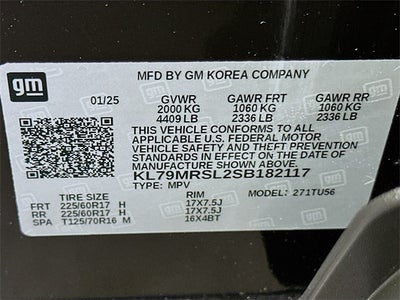 gm
MFD BY GM KOREA COMPANY
01/25 GVWR GAWR FRT GAWR RR
2000 KG 1060 KG 1060 KG
4409 LB 2336 LB 2336 LB
THIS VEHICLE CONFORMS TO ALL
APPLICABLE U.S. FEDERAL MOTOR
VEHICLE SAFETY AND THEFT
PREVENTION STANDARDS IN EFFECT
ON THE DATE OF MANUFACTURE
SHOWN ABOVE
KL79MRSL2SB182117
TYPE: MPV MODEL: 271TU56
TIRE SIZE RIM
FRT 225/60R17 H 17X7.5J
RR 225/60R17 H 17X7.5J
SPA T125/70R16 M 16X4BT